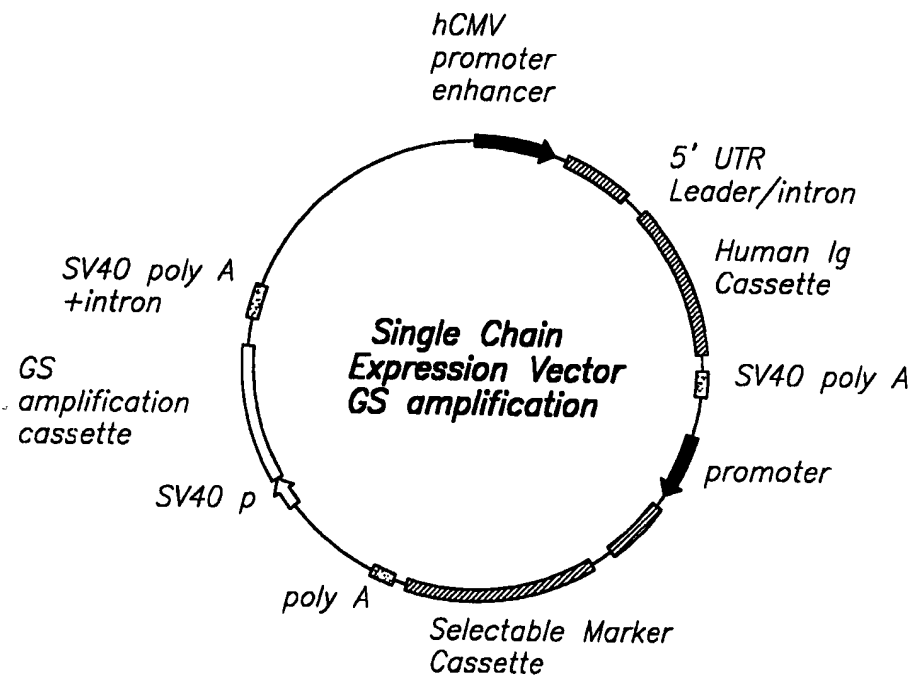 hCMV
promoter
enhancer
5' UTR
Leader/intron
Human Ig
Cassette
SV40 poly A
promoter
Selectable Marker
Cassette
poly A
SV40 p
GS
amplification
cassette
SV40 poly A
+intron
Single Chain
Expression Vector
GS amplification